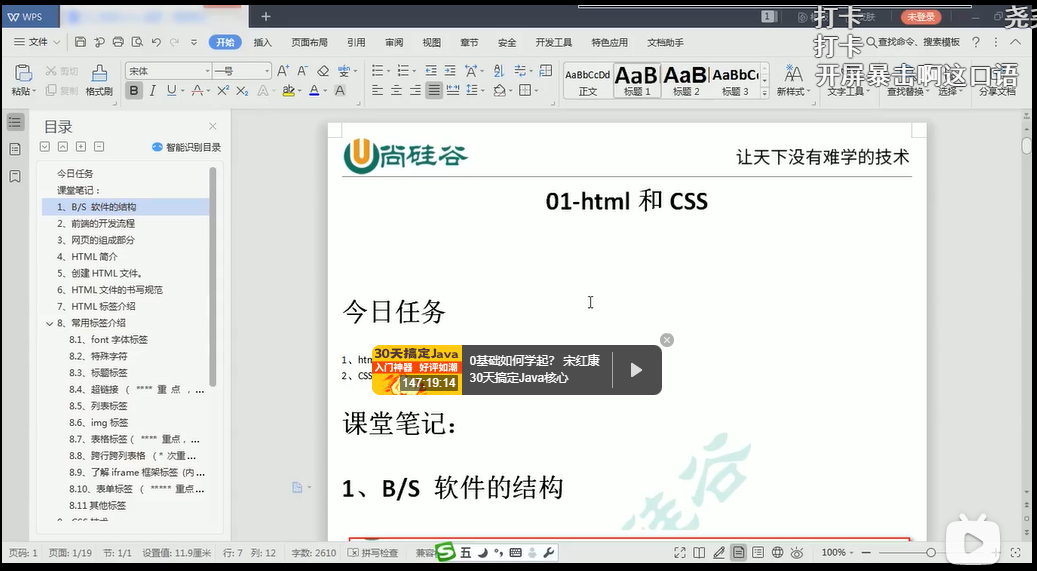 WPS
+
1
未登录
打卡
尧
文件
开始
插入
页面布局
引用
审阅
视图
章节
安全
开发工具
特色应用
文档助手
查找命令、搜索模板
打卡
开屏暴击啊这口语
粘贴
剪切
复制
格式刷
宋体
一号
B I U
AaBbCcDd
AaB
AaB
AaBbC
正文
标题 1
标题 2
标题 3
新样式
文字工具
查找替换
选择
分享文档
目录
智能识别目录
今日任务
课堂笔记：
1、B/S 软件的结构
2、前端的开发流程
3、网页的组成部分
4、HTML 简介
5、创建 HTML 文件。
6、HTML 文件的书写规范
7、HTML 标签介绍
8、常用标签介绍
8.1、font 字体标签
8.2、特殊字符
8.3、标题标签
8.4、超链接 （ **** 重 点 ，...
8.5、列表标签
8.6、img 标签
8.7、表格标签（ **** 重点，...
8.8、跨行跨列表格 （ * 次重...
8.9、了解 iframe 框架标签（内...
8.10、表单标签 （ ***** 重点...
8.11 其他标签
尚硅谷
让天下没有难学的技术
01-html 和 CSS
今日任务
1、htm
2、CSS
30天搞定Java
入门神器 好评如潮
147:19:14
0基础如何学起？ 宋红康
30天搞定Java核心
课堂笔记：
1、B/S 软件的结构
页码: 1
页面: 1/19
节: 1/1
设置值: 11.9厘米
行: 7
列: 12
字数: 2610
拼写检查
兼容
五
100%